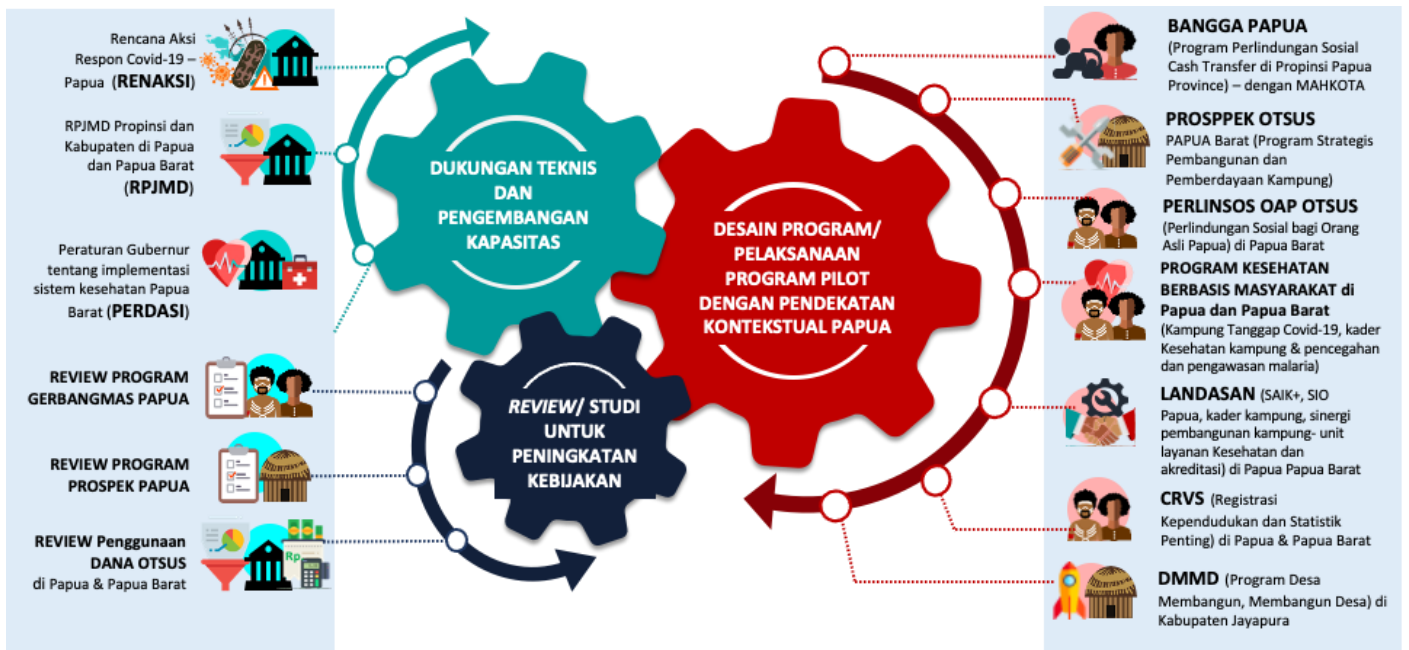 Rencana Aksi
Respon Covid-19 –
Papua (RENAKSI)
RPJMD Propinsi dan
Kabupaten di Papua
dan Papua Barat
(RPJMD)
Peraturan Gubernur
tentang implementasi
sistem kesehatan Papua
Barat (PERDASI)
REVIEW PROGRAM
GERBANGMAS PAPUA
REVIEW PROGRAM
PROSPEK PAPUA
REVIEW Penggunaan
DANA OTSUS
di Papua & Papua Barat
Rp
DUKUNGAN TEKNIS
DAN
PENGEMBANGAN
KAPASITAS
REVIEW/ STUDI
UNTUK
PENINGKATAN
KEBIJAKAN
DESAIN PROGRAM/
PELAKSANAAN
PROGRAM PILOT
DENGAN PENDEKATAN
KONTEKSTUAL PAPUA
BANGGA PAPUA
(Program Perlindungan Sosial
Cash Transfer di Propinsi Papua
Province) – dengan MAHKOTA
PROSPPEK OTSUS
PAPUA Barat (Program Strategis
Pembangunan dan
Pemberdayaan Kampung)
PERLINSOS OAP OTSUS
(Perlindungan Sosial bagi Orang
Asli Papua) di Papua Barat
PROGRAM KESEHATAN
BERBASIS MASYARAKAT di
Papua dan Papua Barat
(Kampung Tanggap Covid-19, kader
Kesehatan kampung & pencegahan
dan pengawasan malaria)
LANDASAN (SAIK+, SIO
Papua, kader kampung, sinergi
pembangunan kampung- unit
layanan Kesehatan dan
akreditasi) di Papua Papua Barat
CRVS (Registrasi
Kependudukan dan Statistik
Penting) di Papua & Papua Barat
DMMD (Program Desa
Membangun, Membangun Desa) di
Kabupaten Jayapura